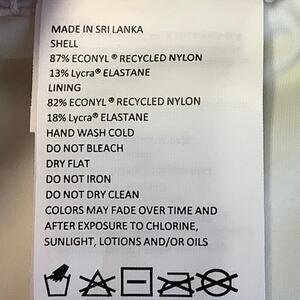 MADE IN SRI LANKA
SHELL
87% ECONYL® RECYCLED NYLON
13% Lycra® ELASTANE
LINING
82% ECONYL® RECYCLED NYLON
18% Lycra® ELASTANE
HAND WASH COLD
DO NOT BLEACH
DRY FLAT
DO NOT IRON
DO NOT DRY CLEAN
COLORS MAY FADE OVER TIME AND
AFTER EXPOSURE TO CHLORINE,
SUNLIGHT, LOTIONS AND/OR OILS